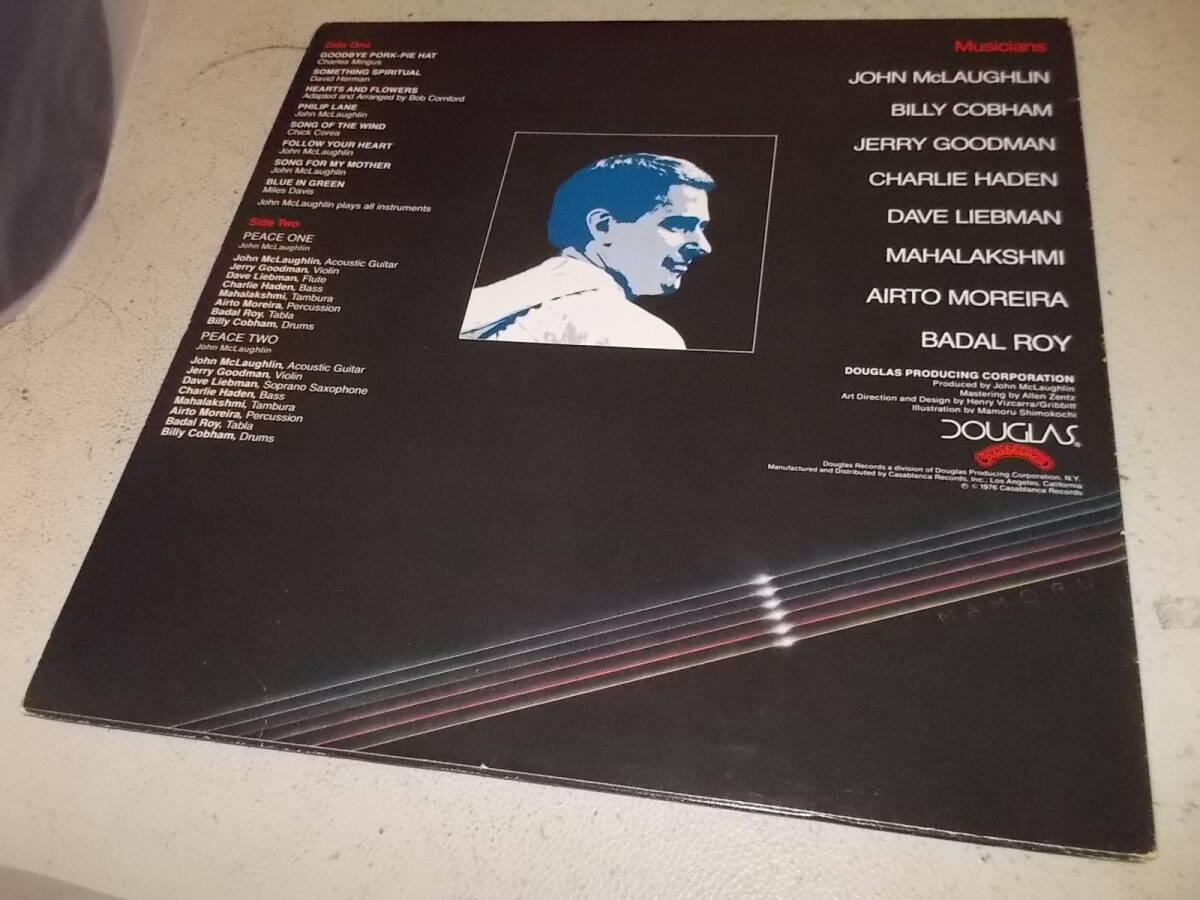 Side One
GOODBYE PORK-PIE HAT
Charles Mingus
SOMETHING SPIRITUAL
David Herman
HEARTS AND FLOWERS
Adapted and Arranged by Bob Cornford
PHILIP LANE
John McLaughlin
SONG OF THE WIND
Chick Corea
FOLLOW YOUR HEART
John McLaughlin
SONG FOR MY MOTHER
John McLaughlin
BLUE IN GREEN
Miles Davis
John McLaughlin plays all instruments
Side Two
PEACE ONE
John McLaughlin
John McLaughlin, Acoustic Guitar
Jerry Goodman, Violin
Dave Liebman, Flute
Charlie Haden, Bass
Mahalakshmi, Tambura
Airto Moreira, Percussion
Badal Roy, Tabla
Billy Cobham, Drums
PEACE TWO
John McLaughlin
John McLaughlin, Acoustic Guitar
Jerry Goodman, Violin
Dave Liebman, Soprano Saxophone
Charlie Haden, Bass
Mahalakshmi, Tambura
Airto Moreira, Percussion
Badal Roy, Tabla
Billy Cobham, Drums
Musicians
JOHN McLAUGHLIN
BILLY COBHAM
JERRY GOODMAN
CHARLIE HADEN
DAVE LIEBMAN
MAHALAKSHMI
AIRTO MOREIRA
BADAL ROY
DOUGLAS PRODUCING CORPORATION
Produced by John McLaughlin
Mastering by Allen Zentz
Art Direction and Design by Henry Vizcarra/Gribbitt
Illustration by Mamoru Shimokochi
DOUGLAS®
Casablanca
Douglas Records a division of Douglas Producing Corporation, N.Y.
Manufactured and Distributed by Casablanca Records, Inc., Los Angeles, California
℗ © 1976 Casablanca Records
MAMORU